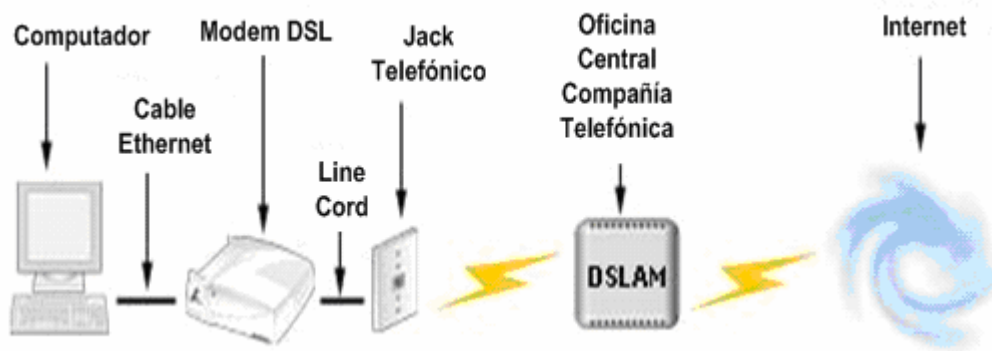 Computador
Modem DSL
Jack
Telefónico
Oficina
Central
Compañía
Telefónica
Internet
Cable
Ethernet
Line
Cord
DSLAM